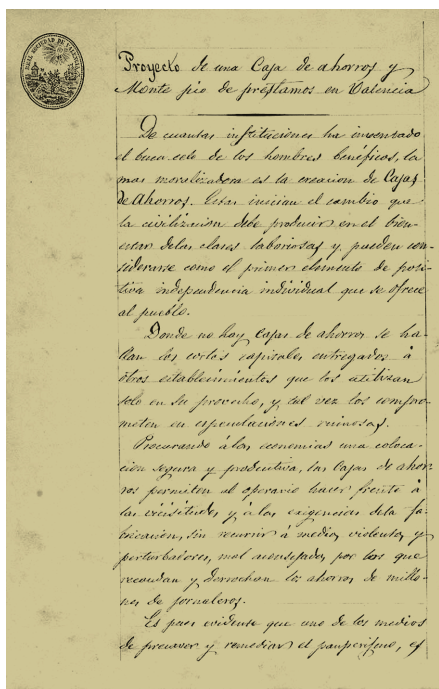 REAL SOCIEDAD DE VALENCIA
Proyecto de una Caja de ahorros y
Monte pio de préstamos en Valencia
De cuantas instituciones ha inventado
el buen celo de los hombres benéficos, la
mas moralizadora es la creacion de Cajas
de Ahorros. Estas inician el cambio que
la civilizacion debe producir en el bien-
estar delas clases laboriosas y, pueden con-
siderarse como el primer elemento de posi-
tiva independencia individual que se ofrece
al pueblo.
Donde no hay Cajas de ahorros se ha-
llan los cortos capitales entregados á
otros establecimientos que los utilizan
solo en su provecho, y tal vez los compro-
meten en especulaciones ruinosas.
Procurando á las economias una coloca-
cion segura y productiva, las Cajas de ahor-
ros permiten al operario hacer frente á
las vicisitudes y á las exigencias dela fa-
bricacion, sin recurrir á medios violentos y
perturbadores, mal aconsejados por los que
recaudan y derrochan los ahorros de millo-
nes de jornaleros.
Es pues evidente que uno de los medios
de precaver y remediar el pauperismo, es